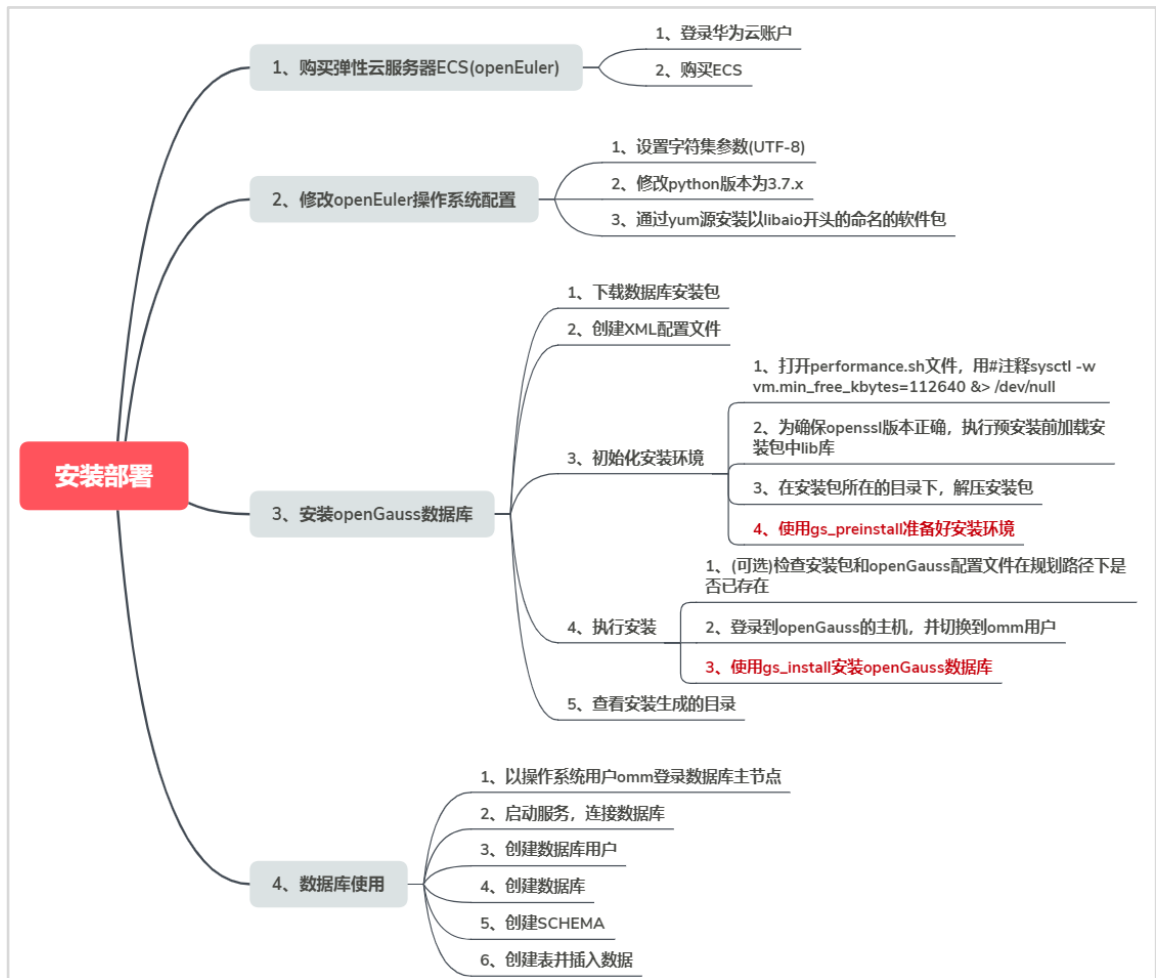 安装部署
1、购买弹性云服务器ECS(openEuler)
1、登录华为云账户
2、购买ECS
2、修改openEuler操作系统配置
1、设置字符集参数(UTF-8)
2、修改python版本为3.7.x
3、通过yum源安装以libaio开头的命名的软件包
3、安装openGauss数据库
1、下载数据库安装包
2、创建XML配置文件
3、初始化安装环境
1、打开performance.sh文件，用#注释sysctl -w
vm.min_free_kbytes=112640 &> /dev/null
2、为确保openssl版本正确，执行预安装前加载安
装包中lib库
3、在安装包所在的目录下，解压安装包
4、使用gs_preinstall准备好安装环境
4、执行安装
1、(可选)检查安装包和openGauss配置文件在规划路径下是
否已存在
2、登录到openGauss的主机，并切换到omm用户
3、使用gs_install安装openGauss数据库
5、查看安装生成的目录
4、数据库使用
1、以操作系统用户omm登录数据库主节点
2、启动服务，连接数据库
3、创建数据库用户
4、创建数据库
5、创建SCHEMA
6、创建表并插入数据